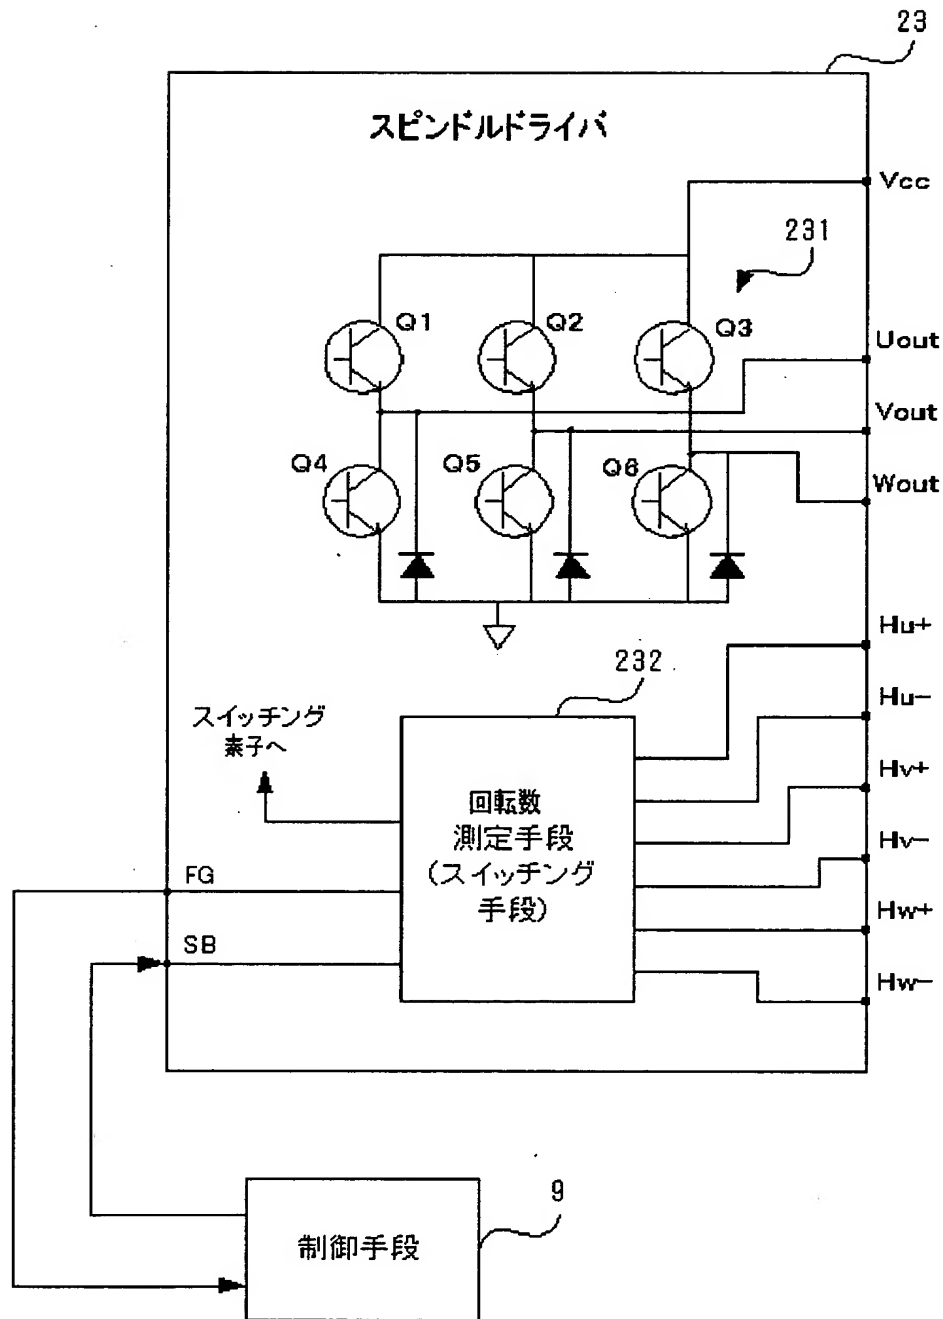 23
スピンドルドライバ
Vcc
231
Q1
Q2
Q3
Uout
Vout
Q4
Q5
Q6
Wout
Hu+
232
Hu-
スイッチング
素子へ
Hv+
回転数
測定手段
(スイッチング
手段)
Hv-
FG
Hw+
SB
Hw-
9
制御手段